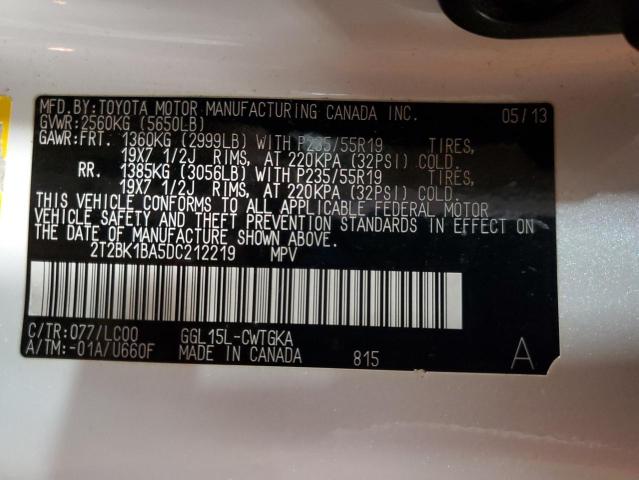 MFD.BY:TOYOTA MOTOR MANUFACTURING CANADA INC. 05/13
GVWR:2560KG (5650LB)
GAWR:FRT. 1360KG (2999LB) WITH P235/55R19 TIRES,
19X7 1/2J RIMS, AT 220KPA (32PSI) COLD.
RR. 1385KG (3056LB) WITH P235/55R19 TIRES,
19X7 1/2J RIMS, AT 220KPA (32PSI) COLD.
THIS VEHICLE CONFORMS TO ALL APPLICABLE FEDERAL MOTOR
VEHICLE SAFETY AND THEFT PREVENTION STANDARDS IN EFFECT ON
THE DATE OF MANUFACTURE SHOWN ABOVE.
2T2BK1BA5DC212219 MPV
C/TR:077/LC00 GGL15L-CWTGKA
A/TM:-01A/U660F MADE IN CANADA 815 A